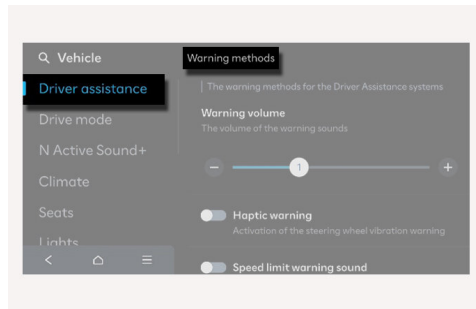 Vehicle
Driver assistance
Drive mode
N Active Sound+
Climate
Seats
Lights
Warning methods
The warning methods for the Driver Assistance systems
Warning volume
The volume of the warning sounds
1
Haptic warning
Activation of the steering wheel vibration warning
Speed limit warning sound